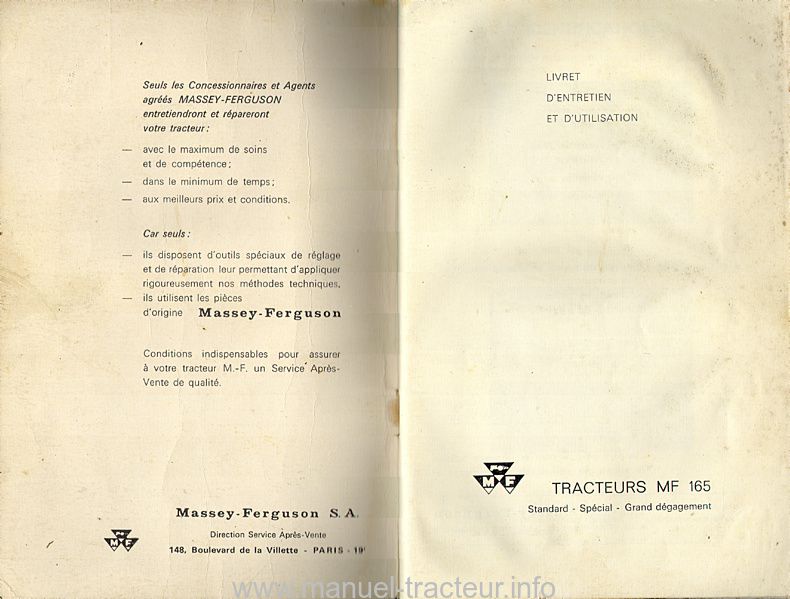 Seuls les Concessionnaires et Agents
agréés MASSEY-FERGUSON
entretiendront et répareront
votre tracteur :
— avec le maximum de soins
et de compétence ;
— dans le minimum de temps ;
— aux meilleurs prix et conditions.
Car seuls :
— ils disposent d'outils spéciaux de réglage
et de réparation leur permettant d'appliquer
rigoureusement nos méthodes techniques,
— ils utilisent les pièces
d'origine Massey-Ferguson
Conditions indispensables pour assurer
à votre tracteur M.-F. un Service Après-
Vente de qualité.
Massey-Ferguson S. A.
Direction Service Après-Vente
148, Boulevard de la Villette - PARIS - 19
MF
LIVRET
D'ENTRETIEN
ET D'UTILISATION
MF
TRACTEURS MF 165
Standard - Spécial - Grand dégagement
www.manuel-tracteur.info